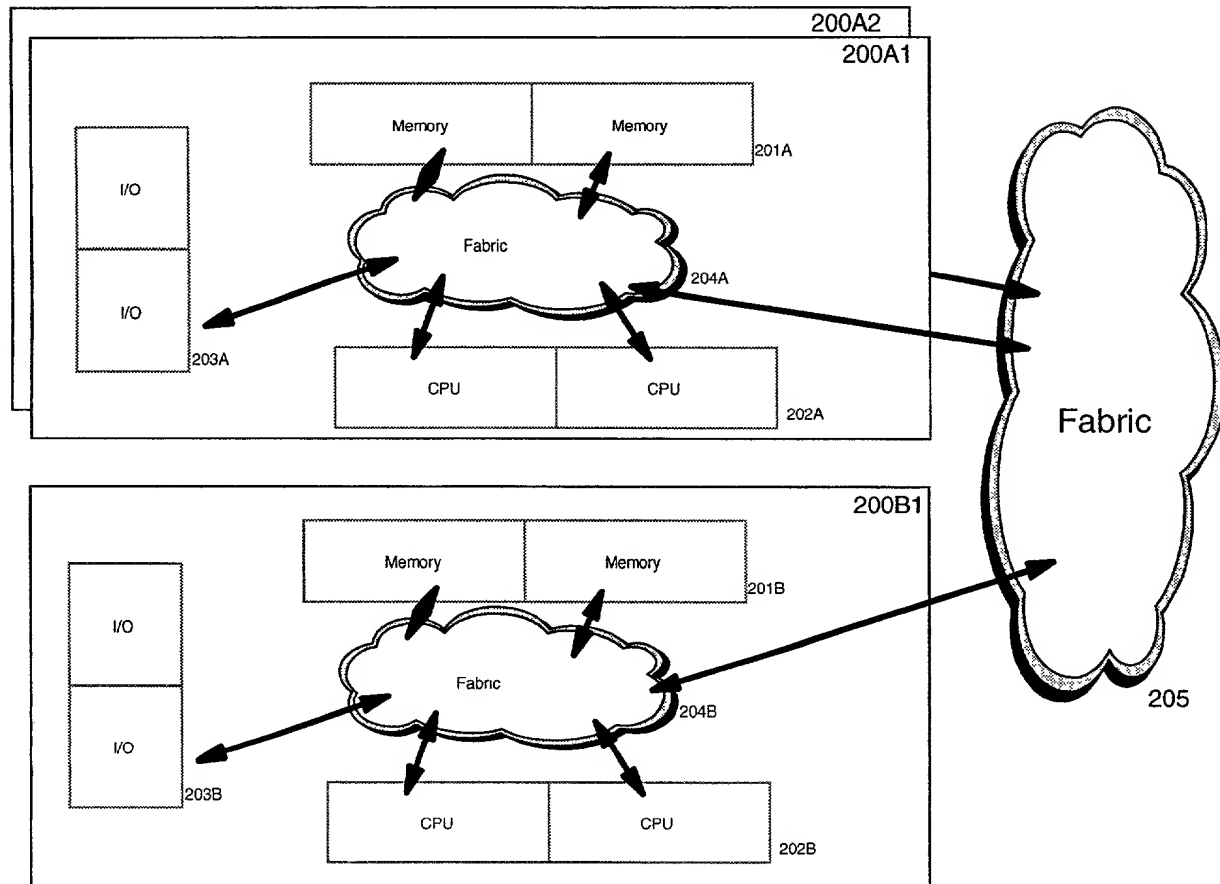 200A2
200A1
Memory
Memory
201A
I/O
I/O
203A
Fabric
204A
CPU
CPU
202A
Fabric
205
200B1
Memory
Memory
201B
I/O
I/O
203B
Fabric
204B
CPU
CPU
202B